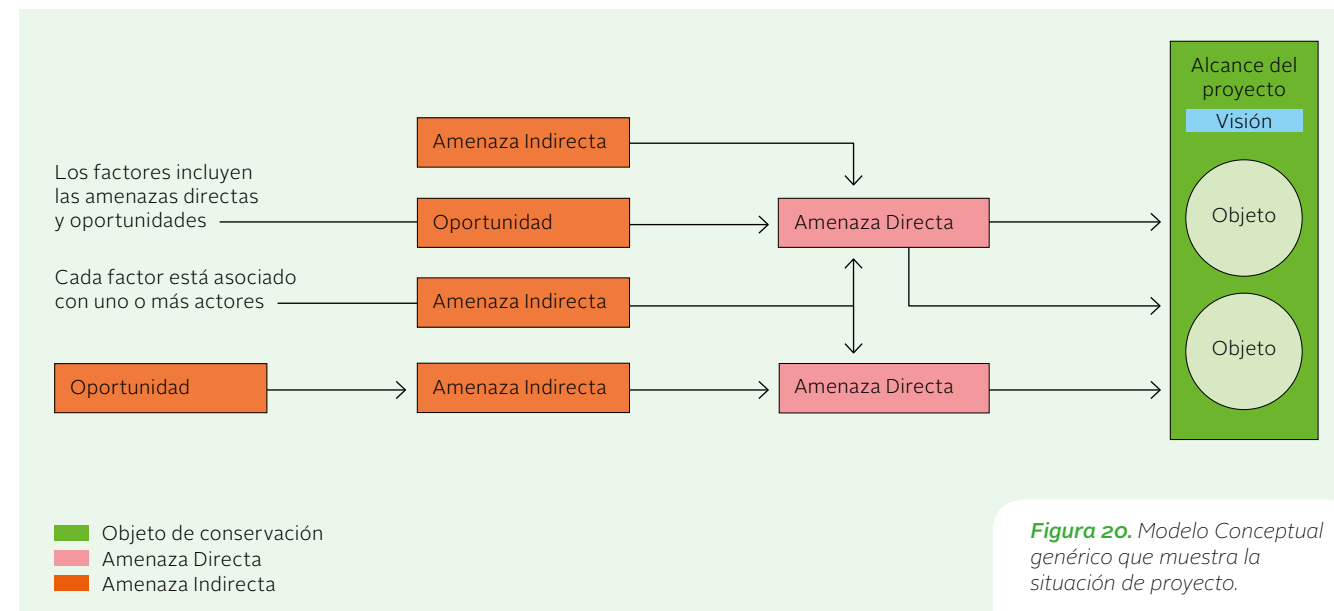 Alcance del
proyecto
Visión
Amenaza Indirecta
Los factores incluyen
las amenazas directas
y oportunidades
Oportunidad
Amenaza Directa
Objeto
Cada factor está asociado
con uno o más actores
Amenaza Indirecta
Objeto
Oportunidad
Amenaza Indirecta
Amenaza Directa
Objeto de conservación
Amenaza Directa
Amenaza Indirecta
Figura 20. Modelo Conceptual
genérico que muestra la
situación de proyecto.